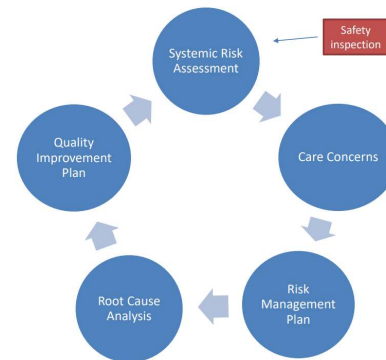 Systemic Risk
Assessment
Safety
inspection
Care Concerns
Risk
Management
Plan
Root Cause
Analysis
Quality
Improvement
Plan